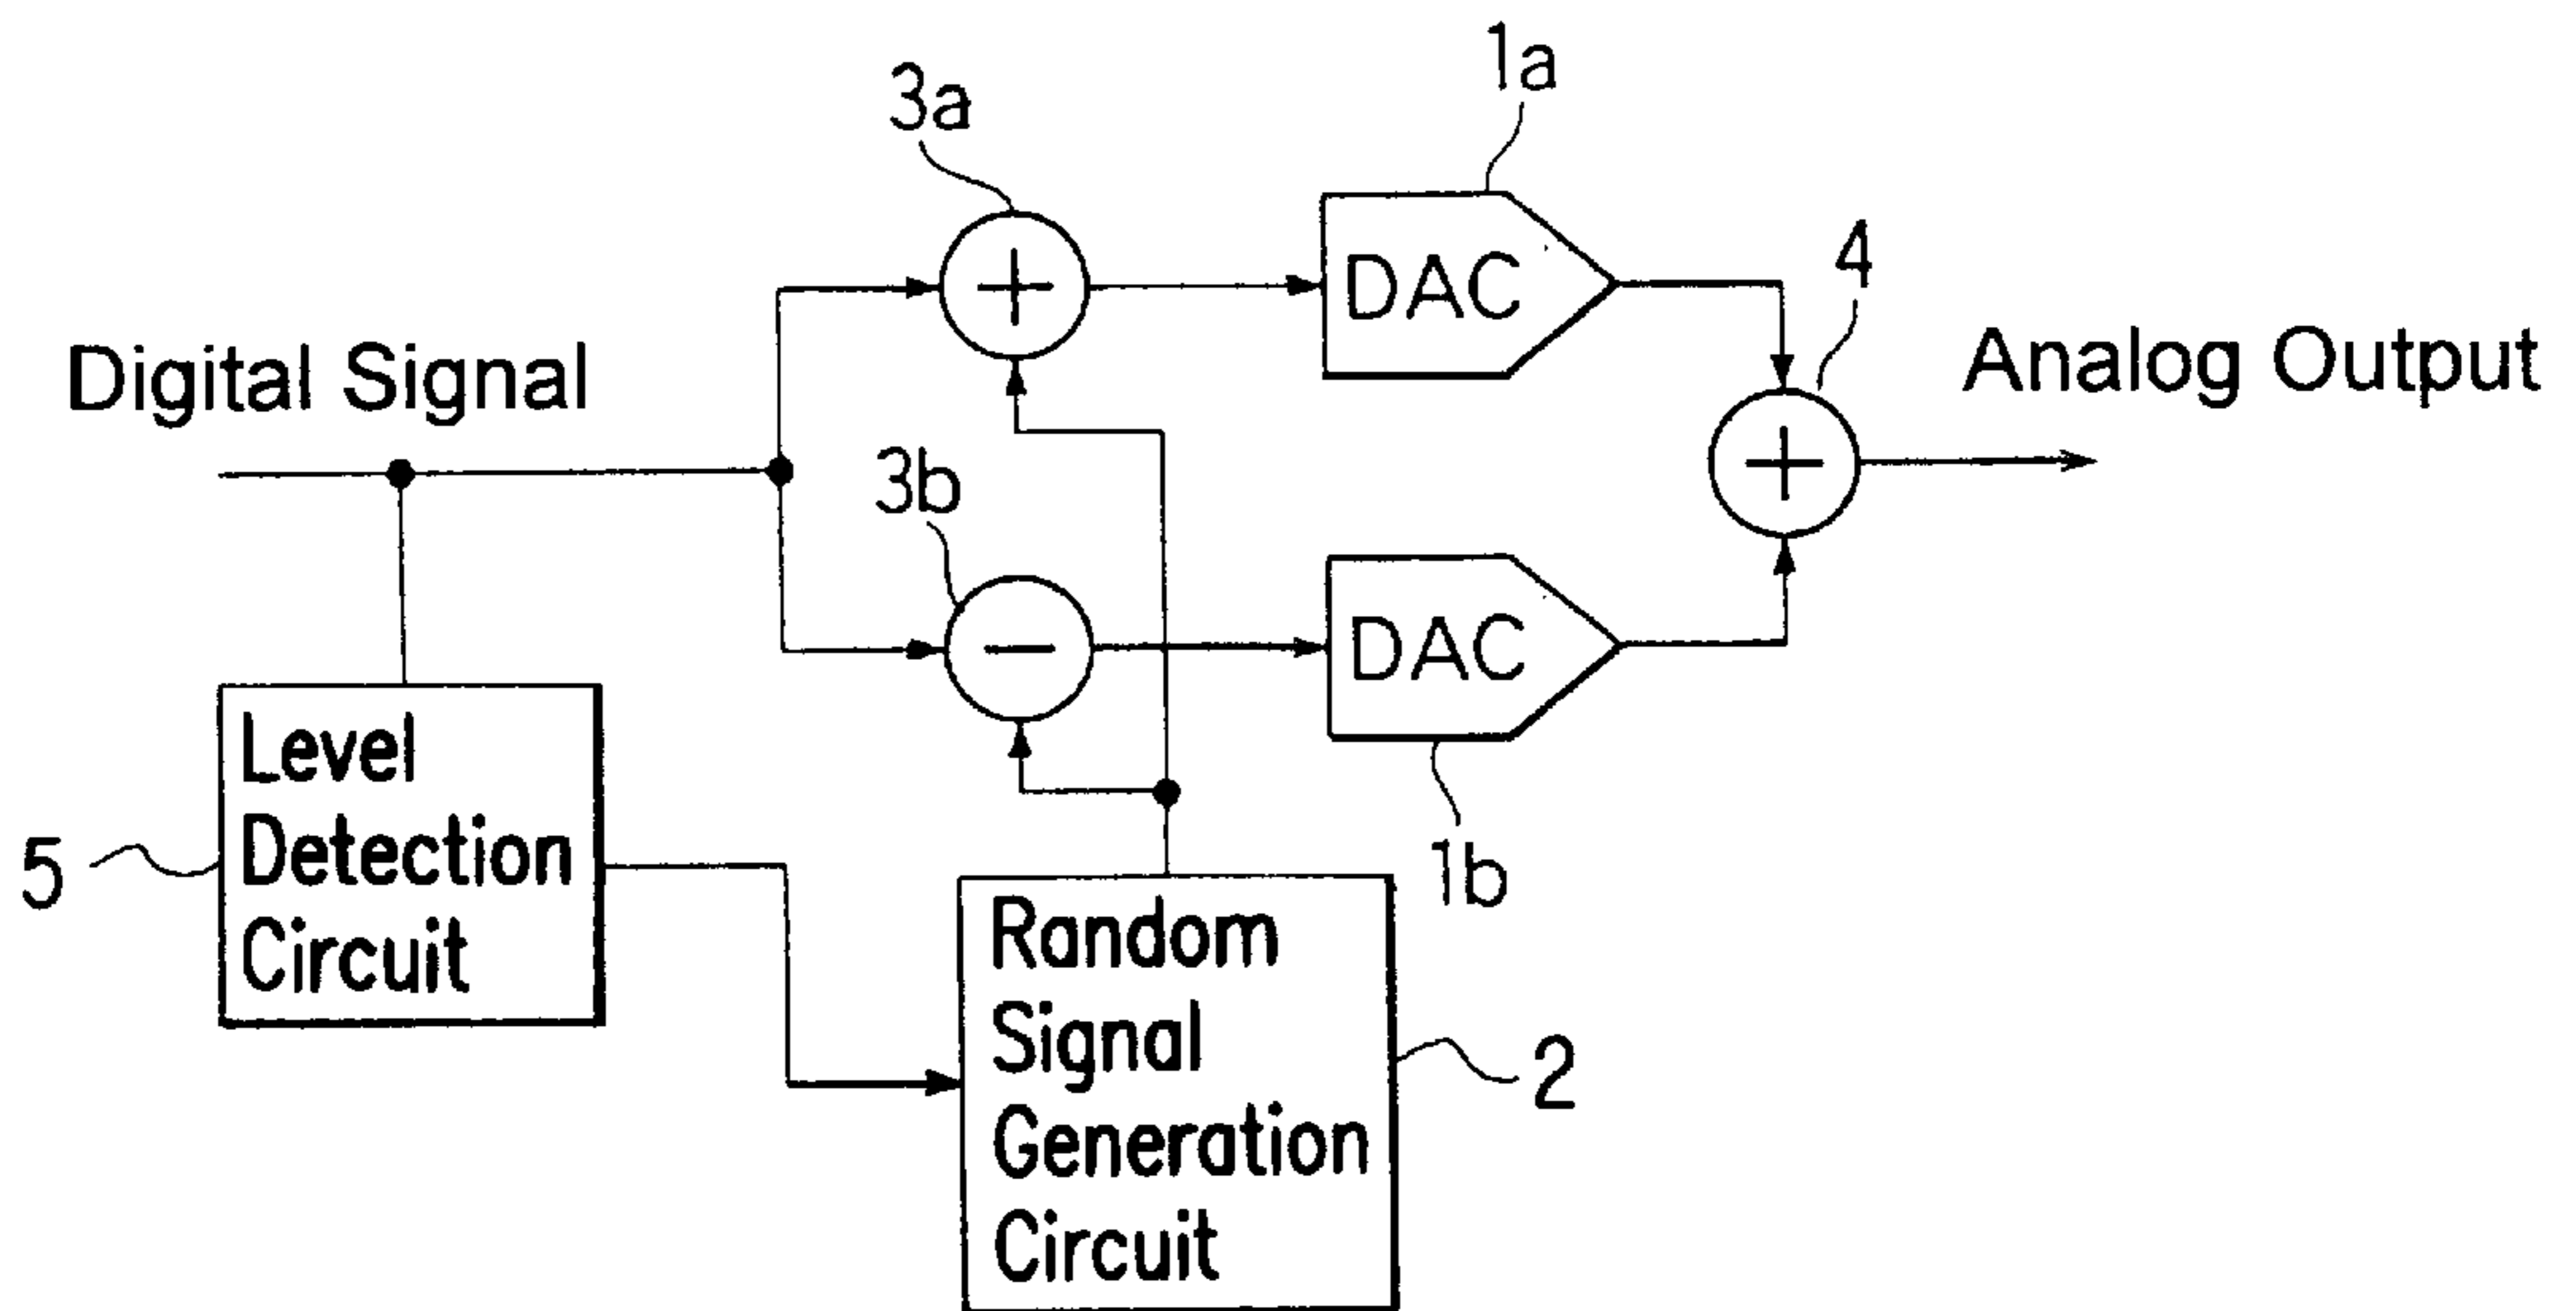 1a
3a
DAC
4
Digital Signal
Analog Output
3b
DAC
Level
Detection
Circuit
5
1b
Random
Signal
Generation
Circuit
2